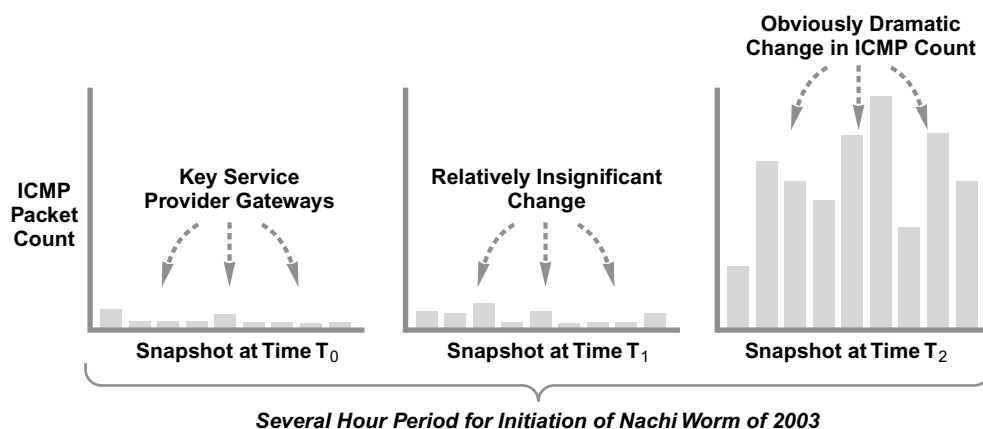 Obviously Dramatic
Change in ICMP Count
Key Service
Provider Gateways
Relatively Insignificant
Change
ICMP
Packet
Count
Snapshot at Time T0
Snapshot at Time T1
Snapshot at Time T2
Several Hour Period for Initiation of Nachi Worm of 2003